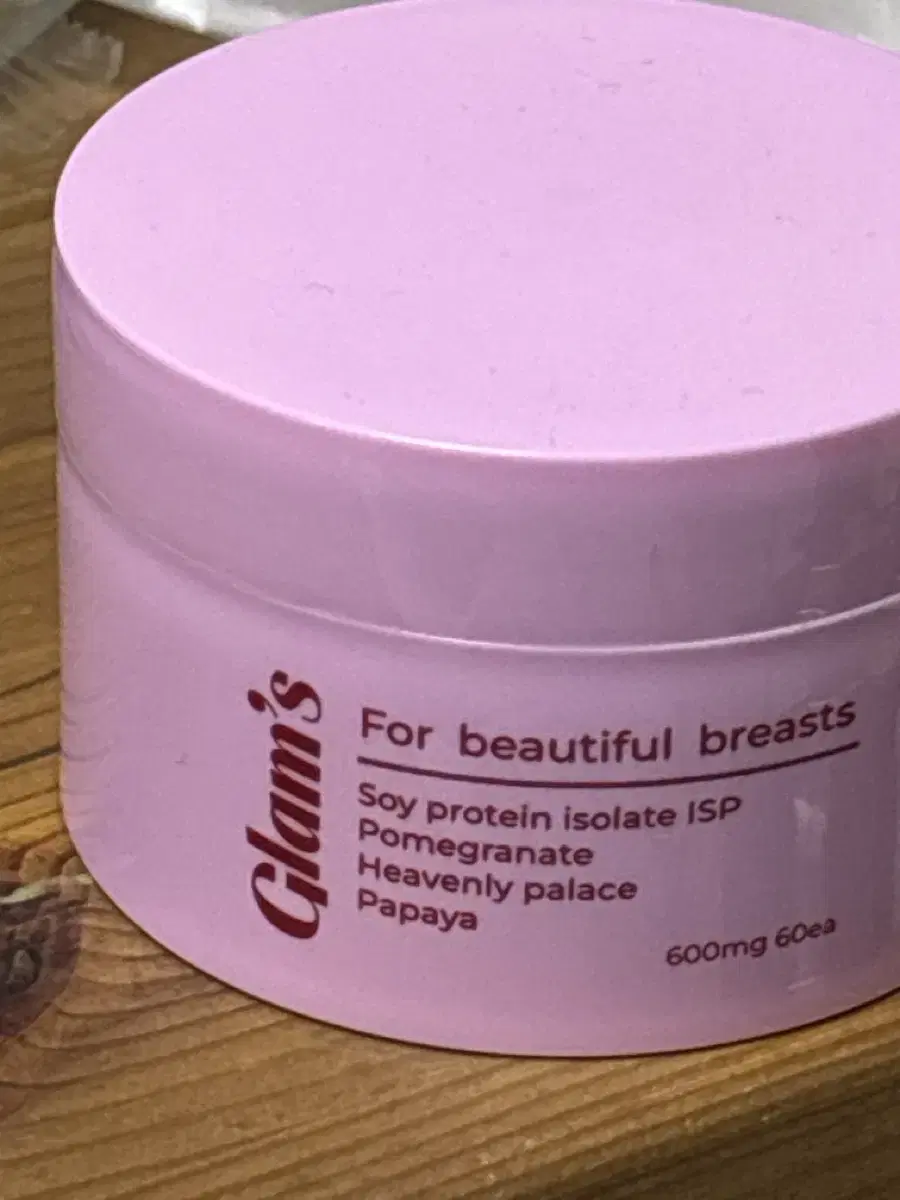 Glam's
For beautiful breasts
Soy protein isolate ISP
Pomegranate
Heavenly palace
Papaya
600mg 60ea